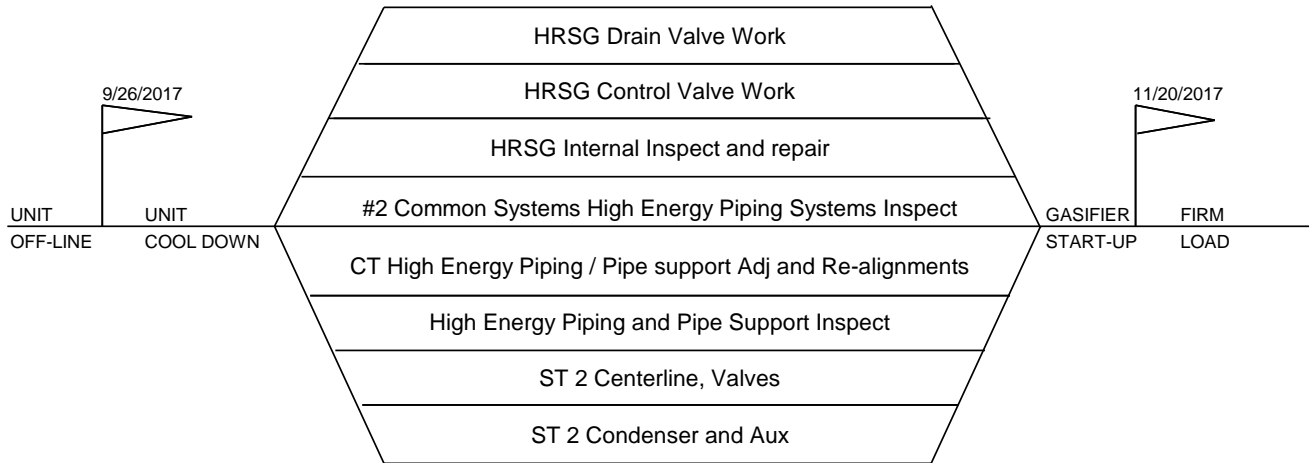 HRSG Drain Valve Work
9/26/2017
HRSG Control Valve Work
11/20/2017
HRSG Internal Inspect and repair
#2 Common Systems High Energy Piping Systems Inspect
UNIT
OFF-LINE
UNIT
COOL DOWN
GASIFIER
START-UP
FIRM
LOAD
CT High Energy Piping / Pipe support Adj and Re-alignments
High Energy Piping and Pipe Support Inspect
ST 2 Centerline, Valves
ST 2 Condenser and Aux